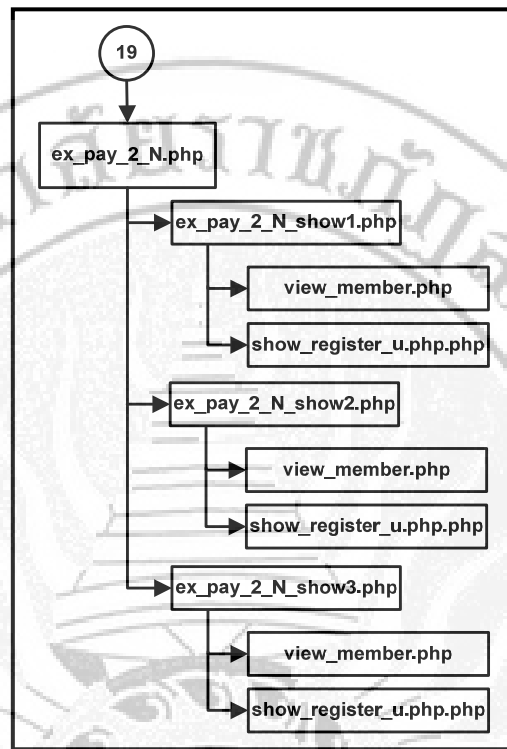 19
ex_pay_2_N.php
ex_pay_2_N_show1.php
view_member.php
show_register_u.php.php
ex_pay_2_N_show2.php
view_member.php
show_register_u.php.php
ex_pay_2_N_show3.php
view_member.php
show_register_u.php.php